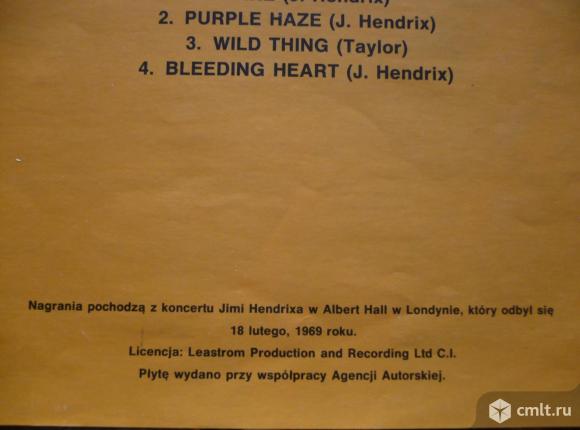 2. PURPLE HAZE (J. Hendrix)
3. WILD THING (Taylor)
4. BLEEDING HEART (J. Hendrix)
Nagrania pochodzą z koncertu Jimi Hendrixa w Albert Hall w Londynie, który odbył się
18 lutego, 1969 roku.
Licencja: Leastrom Production and Recording Ltd C.I.
Płytę wydano przy współpracy Agencji Autorskiej.
cmlt.ru